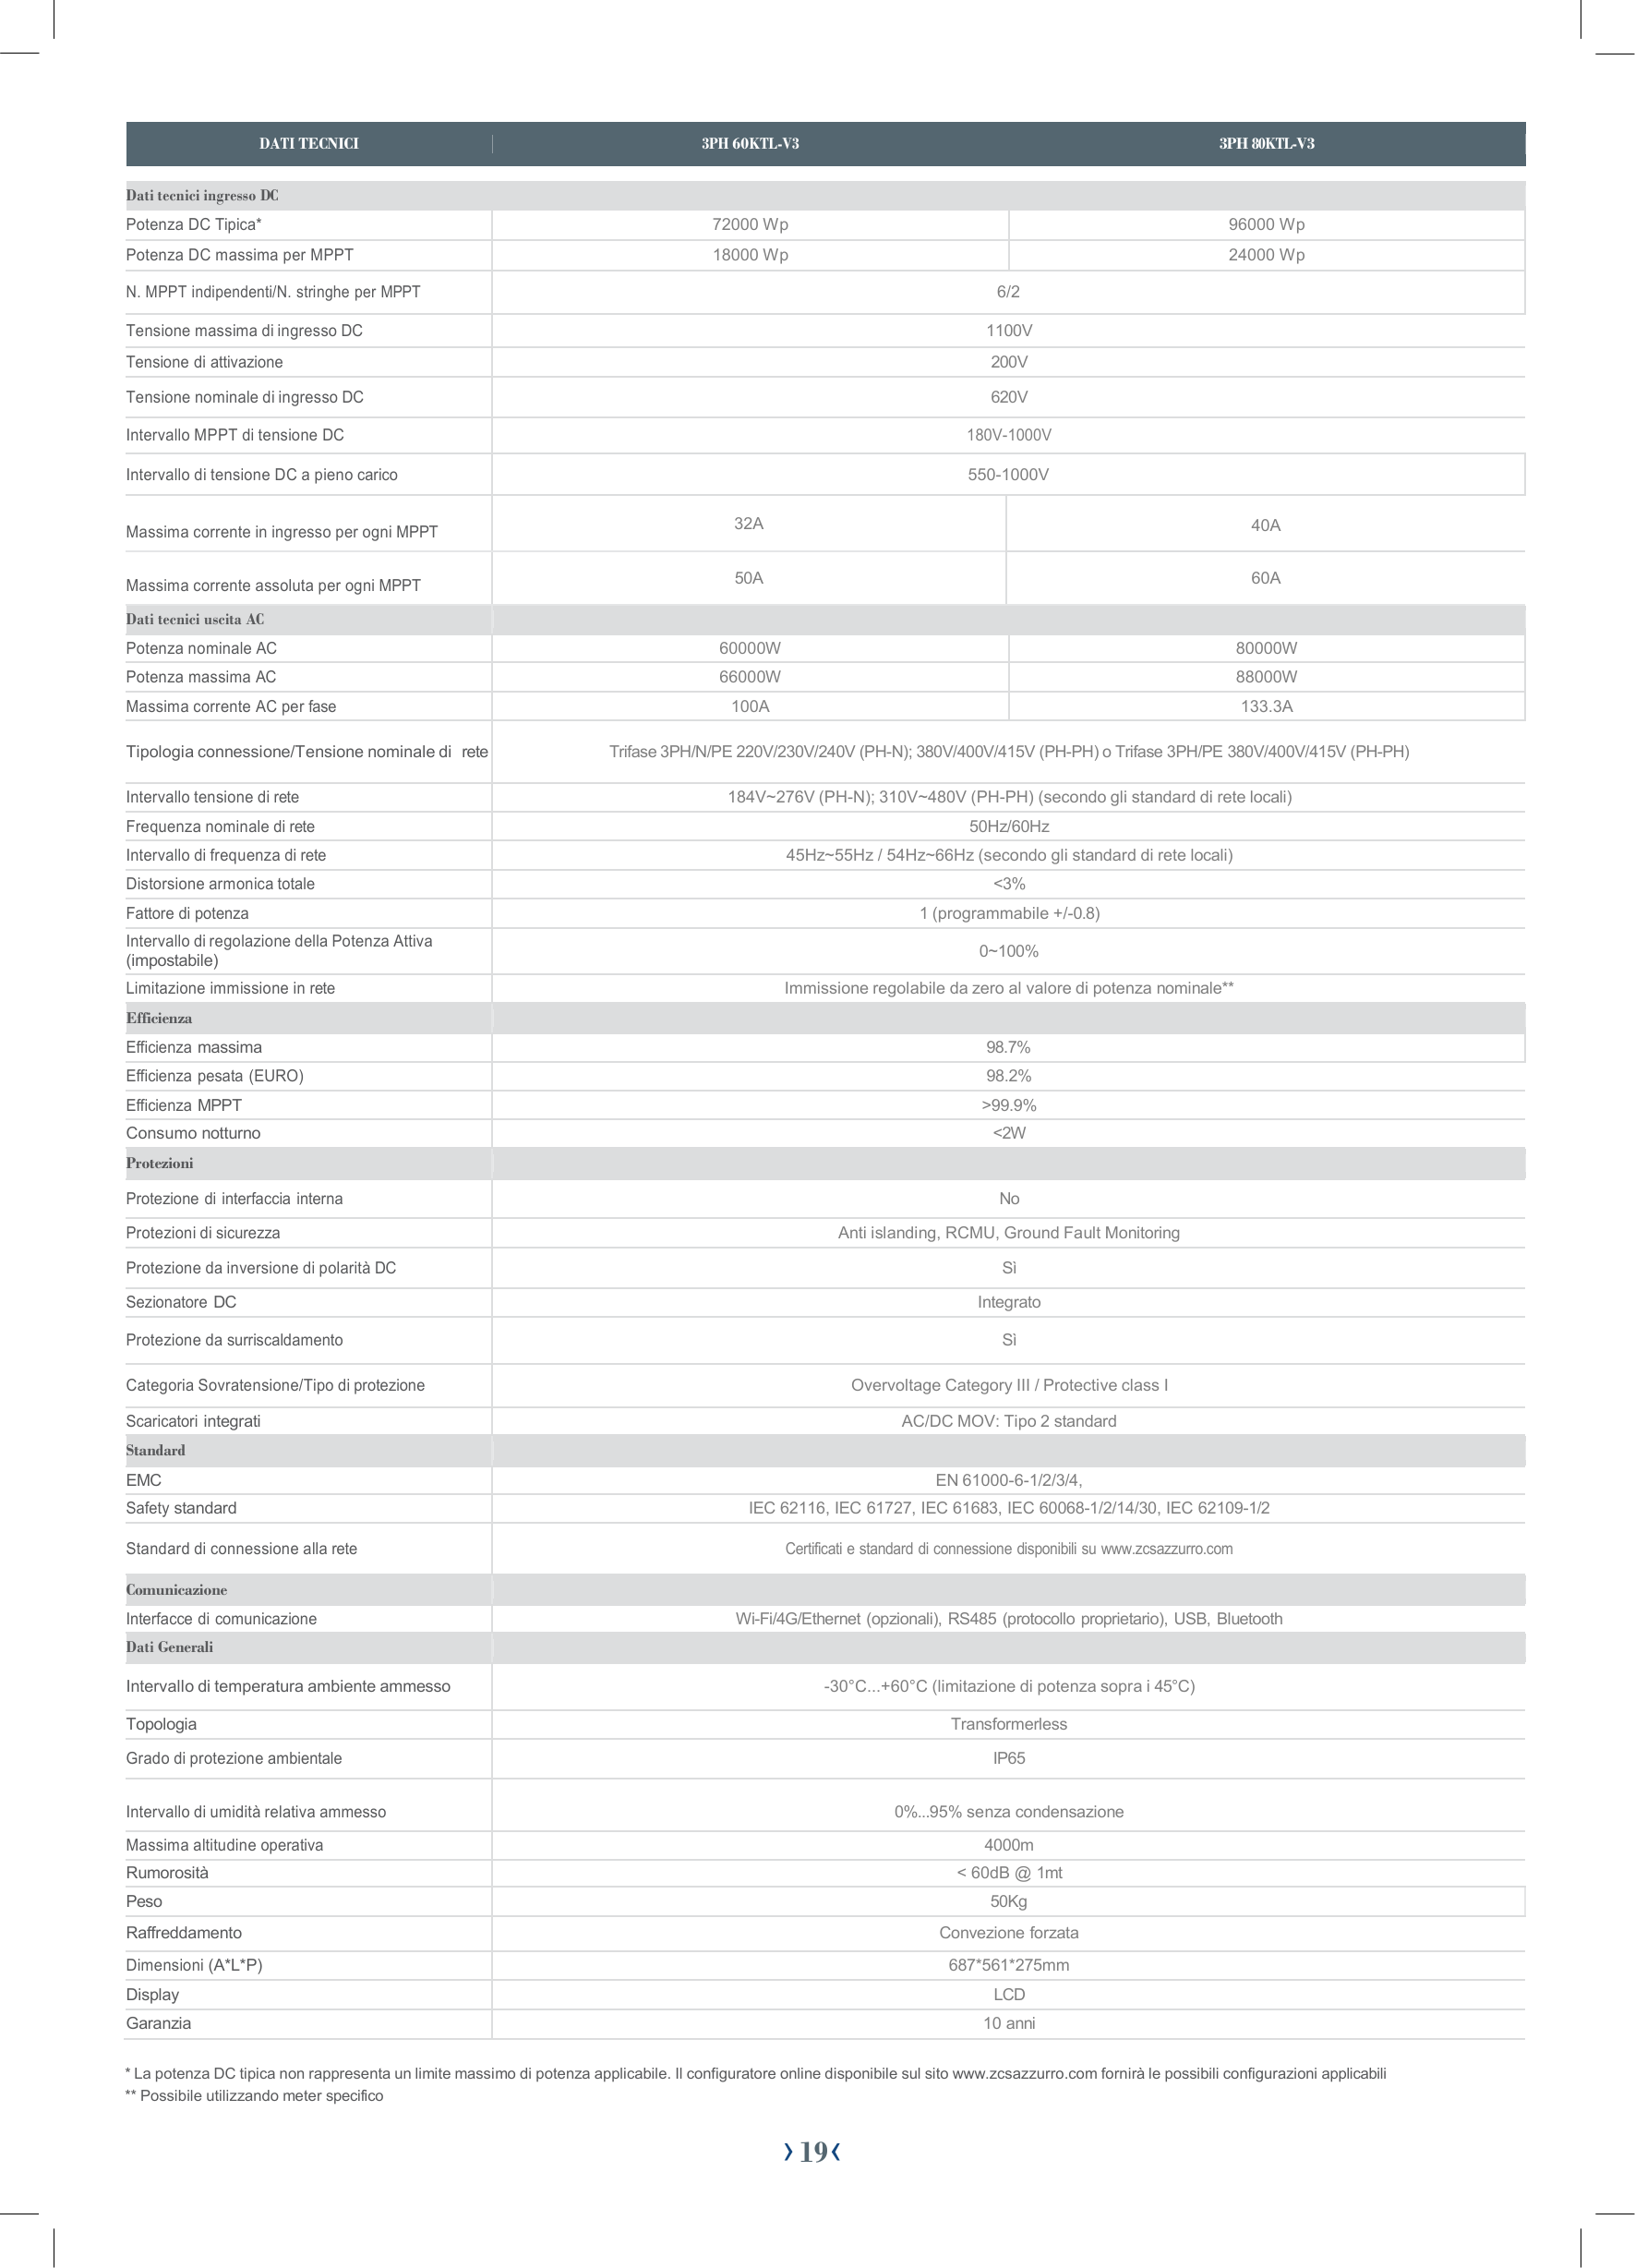 DATI TECNICI 3PH 60KTL-V3 3PH 80KTL-V3
Dati tecnici ingresso DC
Potenza DC Tipica* 72000 Wp 96000 Wp
Potenza DC massima per MPPT 18000 Wp 24000 Wp
N. MPPT indipendenti/N. stringhe per MPPT 6/2
Tensione massima di ingresso DC 1100V
Tensione di attivazione 200V
Tensione nominale di ingresso DC 620V
Intervallo MPPT di tensione DC 180V-1000V
Intervallo di tensione DC a pieno carico 550-1000V
Massima corrente in ingresso per ogni MPPT 32A 40A
Massima corrente assoluta per ogni MPPT 50A 60A
Dati tecnici uscita AC
Potenza nominale AC 60000W 80000W
Potenza massima AC 66000W 88000W
Massima corrente AC per fase 100A 133.3A
Tipologia connessione/Tensione nominale di rete Trifase 3PH/N/PE 220V/230V/240V (PH-N); 380V/400V/415V (PH-PH) o Trifase 3PH/PE 380V/400V/415V (PH-PH)
Intervallo tensione di rete 184V~276V (PH-N); 310V~480V (PH-PH) (secondo gli standard di rete locali)
Frequenza nominale di rete 50Hz/60Hz
Intervallo di frequenza di rete 45Hz~55Hz / 54Hz~66Hz (secondo gli standard di rete locali)
Distorsione armonica totale <3%
Fattore di potenza 1 (programmabile +/-0.8)
Intervallo di regolazione della Potenza Attiva
(impostabile) 0~100%
Limitazione immissione in rete Immissione regolabile da zero al valore di potenza nominale**
Efficienza
Efficienza massima 98.7%
Efficienza pesata (EURO) 98.2%
Efficienza MPPT >99.9%
Consumo notturno <2W
Protezioni
Protezione di interfaccia interna No
Protezioni di sicurezza Anti islanding, RCMU, Ground Fault Monitoring
Protezione da inversione di polarità DC Sì
Sezionatore DC Integrato
Protezione da surriscaldamento Sì
Categoria Sovratensione/Tipo di protezione Overvoltage Category III / Protective class I
Scaricatori integrati AC/DC MOV: Tipo 2 standard
Standard
EMC EN 61000-6-1/2/3/4,
Safety standard IEC 62116, IEC 61727, IEC 61683, IEC 60068-1/2/14/30, IEC 62109-1/2
Standard di connessione alla rete Certificati e standard di connessione disponibili su www.zcsazzurro.com
Comunicazione
Interfacce di comunicazione Wi-Fi/4G/Ethernet (opzionali), RS485 (protocollo proprietario), USB, Bluetooth
Dati Generali
Intervallo di temperatura ambiente ammesso -30°C...+60°C (limitazione di potenza sopra i 45°C)
Topologia Transformerless
Grado di protezione ambientale IP65
Intervallo di umidità relativa ammesso 0%...95% senza condensazione
Massima altitudine operativa 4000m
Rumorosità < 60dB @ 1mt
Peso 50Kg
Raffreddamento Convezione forzata
Dimensioni (A*L*P) 687*561*275mm
Display LCD
Garanzia 10 anni
* La potenza DC tipica non rappresenta un limite massimo di potenza applicabile. Il configuratore online disponibile sul sito www.zcsazzurro.com fornirà le possibili configurazioni applicabili
** Possibile utilizzando meter specifico
19